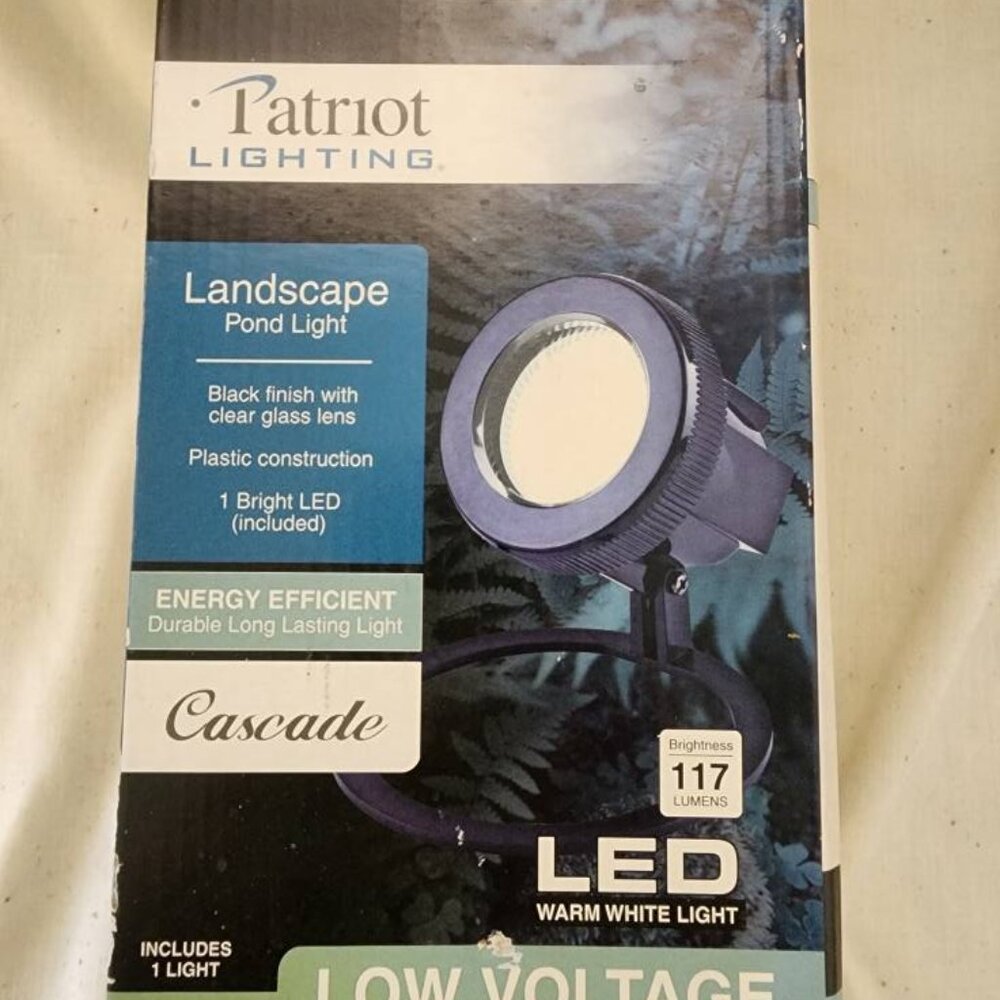 Patriot
LIGHTING
Landscape
Pond Light
Black finish with
clear glass lens
Plastic construction
1 Bright LED
(included)
ENERGY EFFICIENT
Durable Long Lasting Light
Cascade
Brightness
117
LUMENS
LED
WARM WHITE LIGHT
INCLUDES
1 LIGHT
LOW VOLTAGE